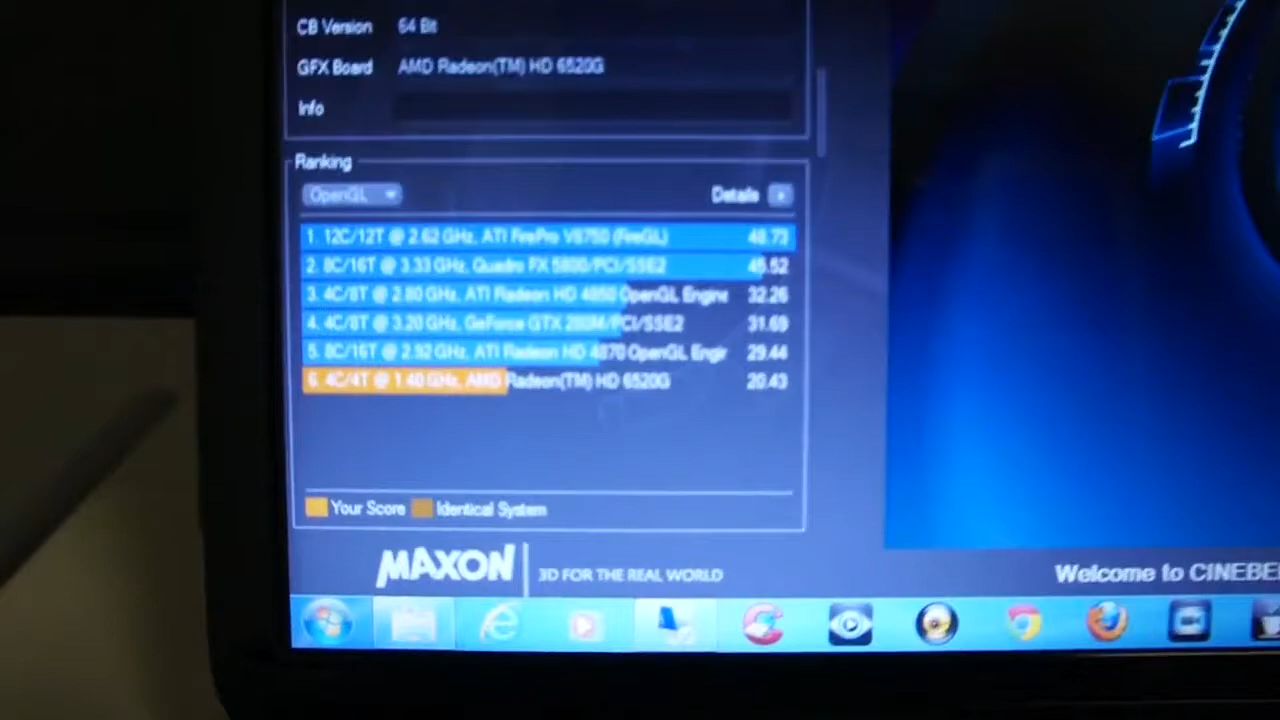 CB Version 64 Bit
GFX Board AMD Radeon(TM) HD 6520G
Info
Ranking
OpenGL Details
1. 12C/12T @ 2.62 GHz, ATI FirePro V8750 (FireGL) 48.73
2. 8C/16T @ 3.33 GHz, Quadro FX 5800/PCI/SSE2 45.52
3. 4C/8T @ 2.80 GHz, ATI Radeon HD 4850 OpenGL Engine 32.26
4. 4C/8T @ 3.20 GHz, GeForce GTX 280M/PCI/SSE2 31.69
5. 8C/16T @ 2.92 GHz, ATI Radeon HD 4870 OpenGL Engir 29.44
6. 4C/4T @ 1.40 GHz, AMD Radeon(TM) HD 6520G 20.43
Your Score Identical System
MAXON 3D FOR THE REAL WORLD
Welcome to CINEBE